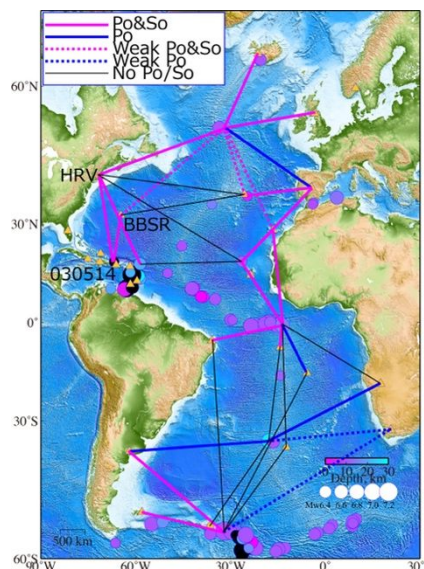 Po&So
Po
Weak Po&So
Weak Po
No Po/So
60°N
HRV
30°N
BBSR
030514
0°
30°S
0 10 20 30
Depth, km
Mw6.4 6.6 6.8 7.0 7.2
500 km
60°S
60°W 30°W 0° 30°E